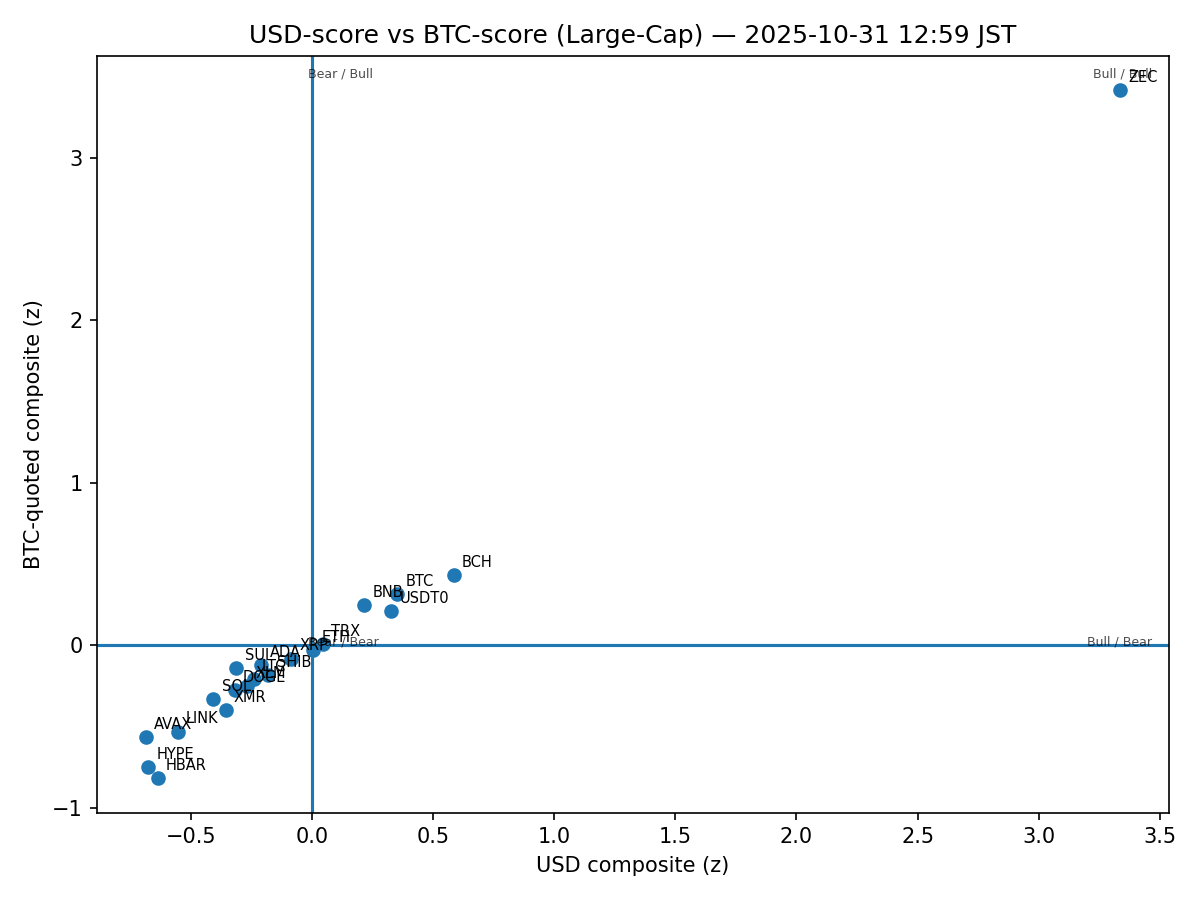 USD-score vs BTC-score (Large-Cap) — 2025-10-31 12:59 JST
Bear / Bull
Bull / Bull
ZEC
3
2
1
0
−1
BTC-quoted composite (z)
BCH
BTC
BNB
USDT0
TRX
ETH
XRP
Bear / Bear
Bull / Bear
ADA
SUI
SHIB
XLM
DOGE
SOL
XMR
LINK
AVAX
HYPE
HBAR
−0.5
0.0
0.5
1.0
1.5
2.0
2.5
3.0
3.5
USD composite (z)